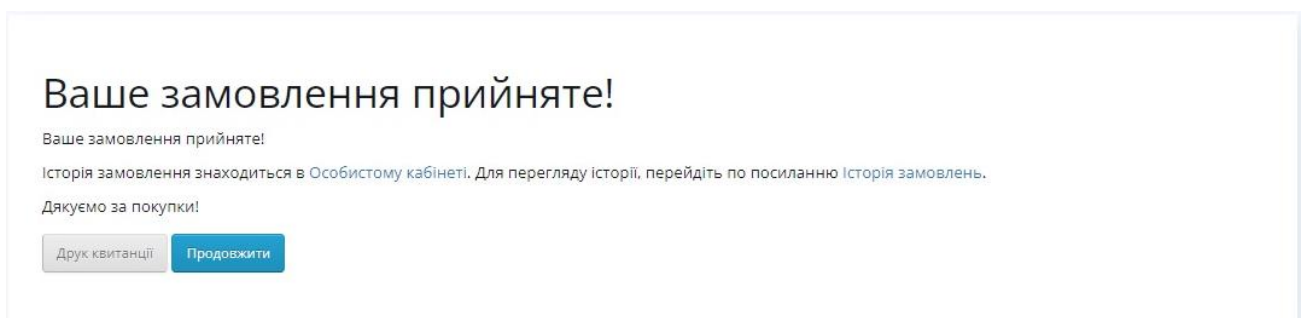 Ваше замовлення прийняте!
Ваше замовлення прийняте!
Історія замовлення знаходиться в Особистому кабінеті. Для перегляду історії, перейдіть по посиланню Історія замовлень.
Дякуємо за покупки!
Друк квитанції Продовжити